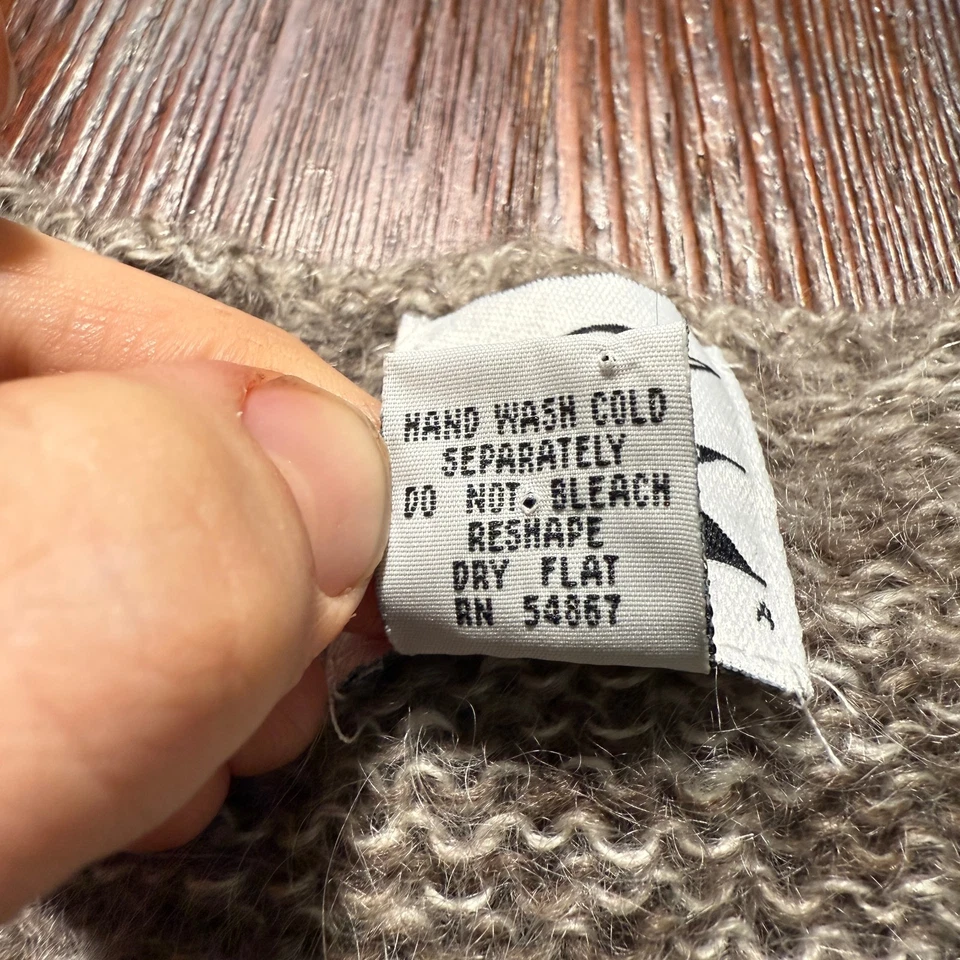 HAND WASH COLD
SEPARATELY
DO NOT BLEACH
RESHAPE
DRY FLAT
RN 54867